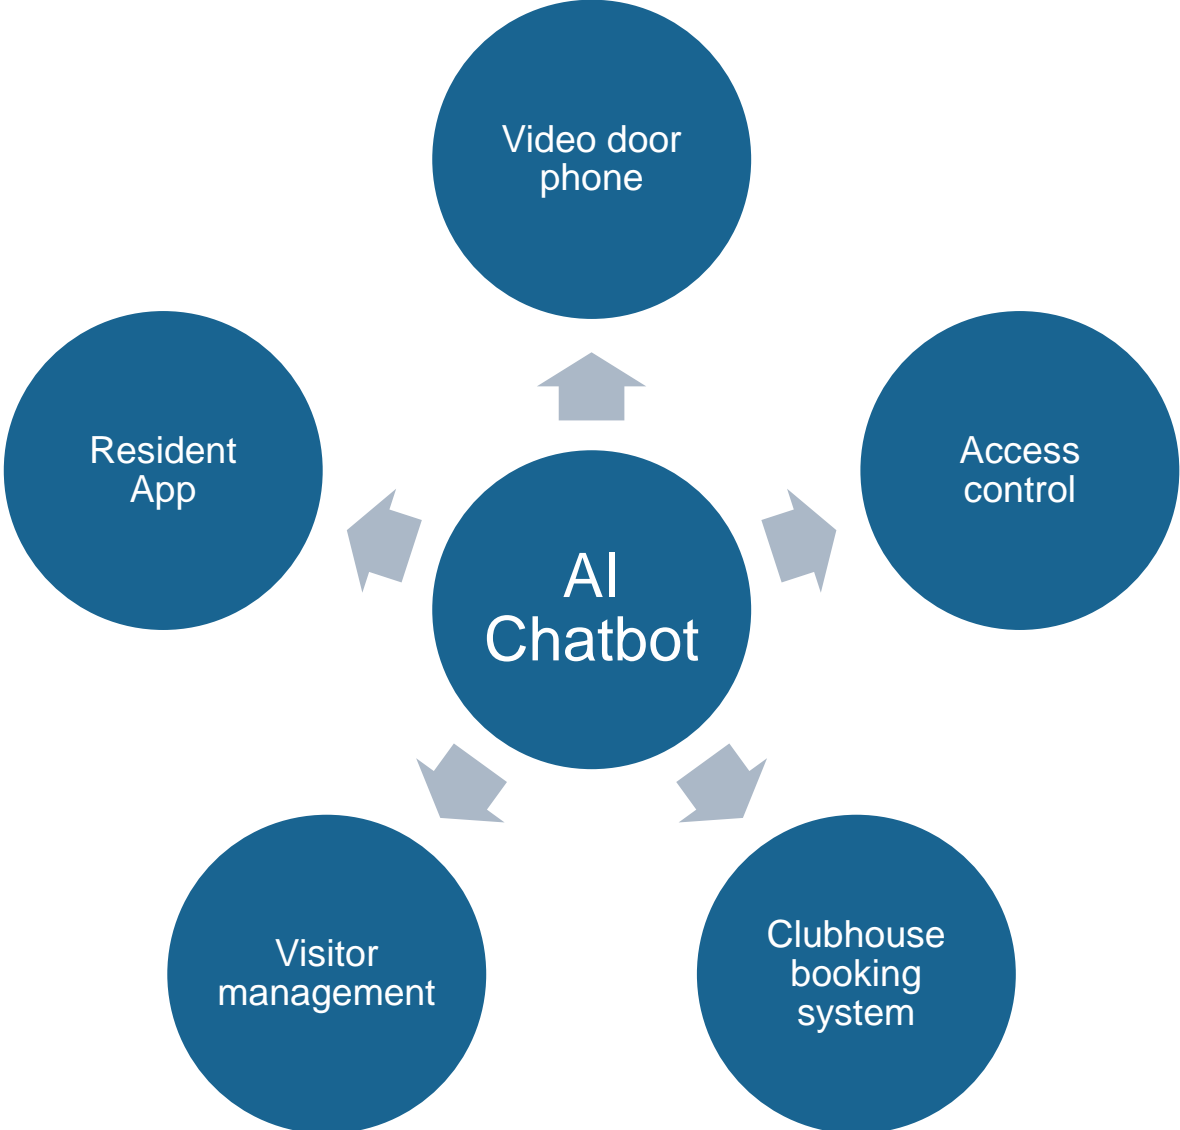 Video door
phone
Resident
App
Access
control
AI
Chatbot
Visitor
management
Clubhouse
booking
system